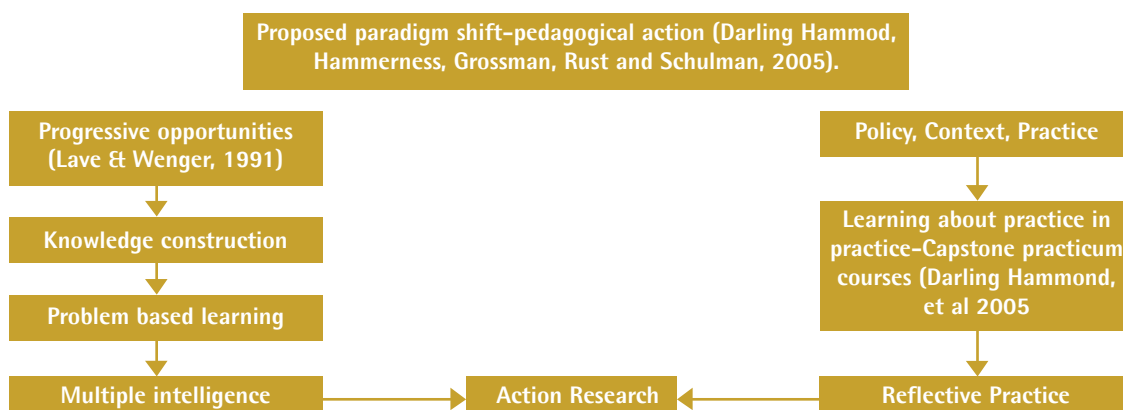 Proposed paradigm shift-pedagogical action (Darling Hammod,
Hammerness, Grossman, Rust and Schulman, 2005).
Progressive opportunities
(Lave & Wenger, 1991)
Knowledge construction
Problem based learning
Multiple intelligence
Action Research
Policy, Context, Practice
Learning about practice in
practice-Capstone practicum
courses (Darling Hammond,
et al 2005
Reflective Practice